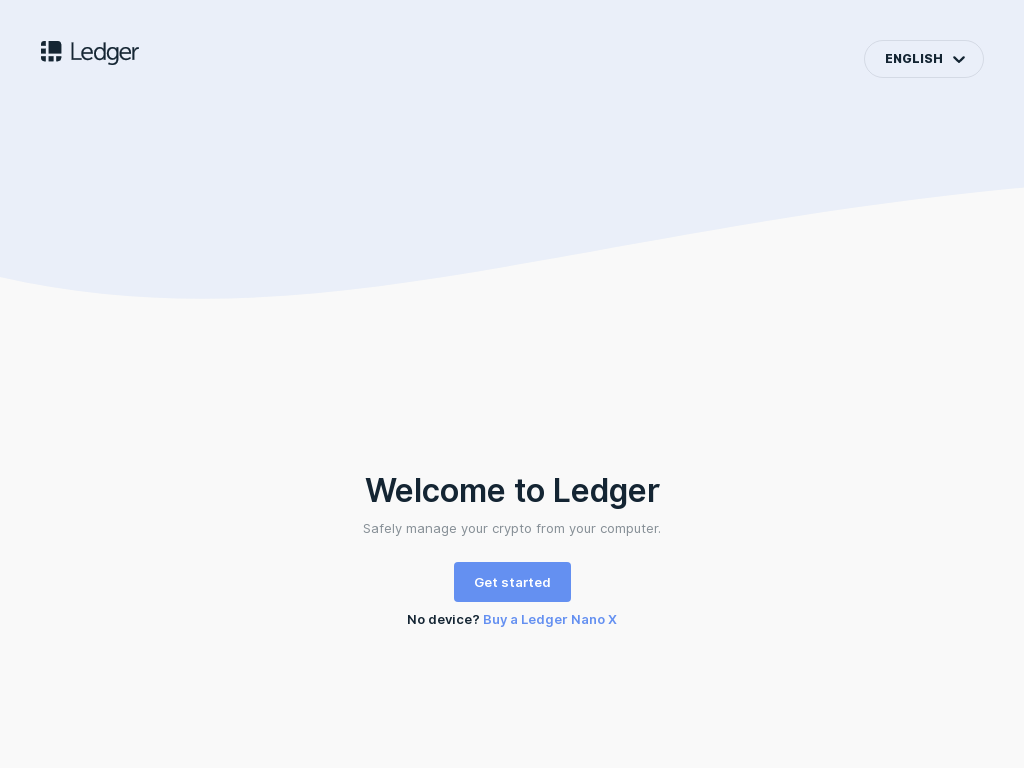 Ledger
ENGLISH
Welcome to Ledger
Safely manage your crypto from your computer.
Get started
No device? Buy a Ledger Nano X